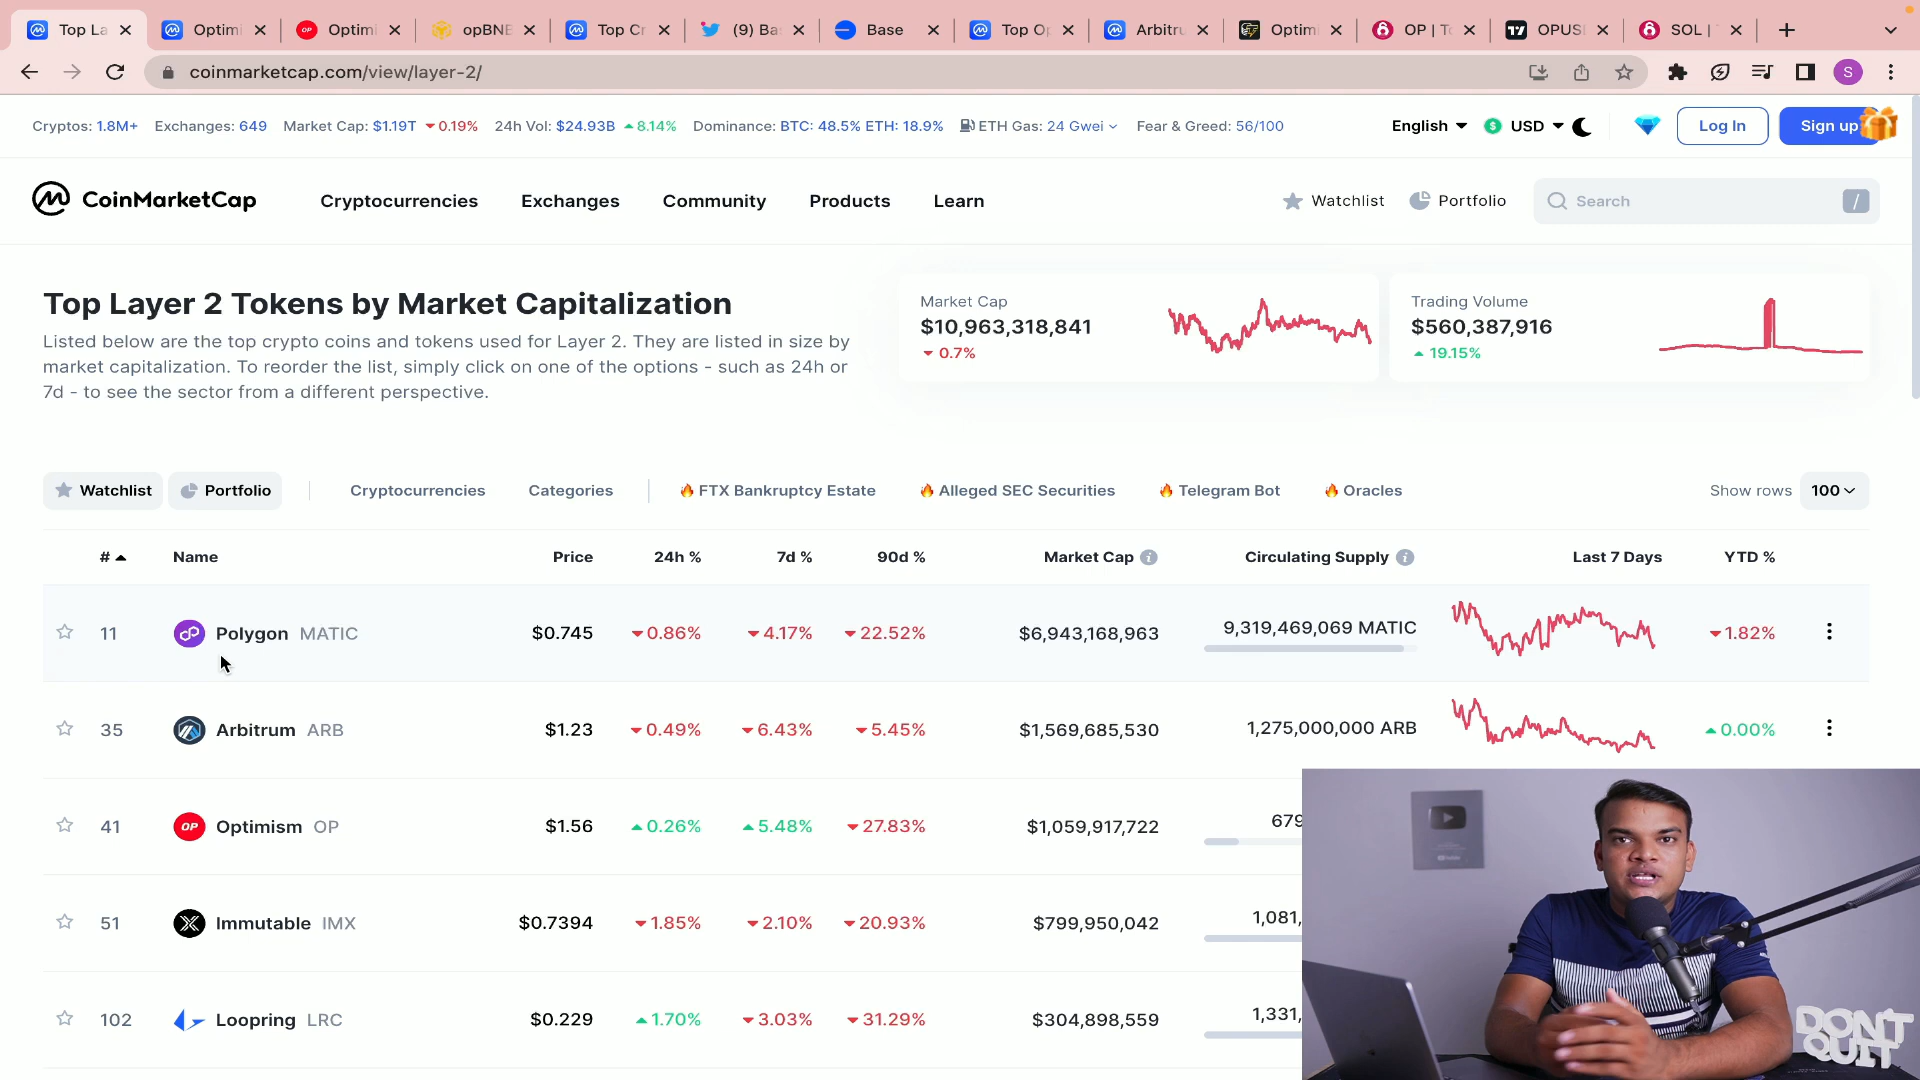 Top La
Optimi
Optimi
opBNB
Top Cr
(9) Ba
Base
Top Op
Arbitru
Optimi
OP | To
OPUS
SOL |
coinmarketcap.com/view/layer-2/
S
Cryptos: 1.8M+ Exchanges: 649 Market Cap: $1.19T 0.19% 24h Vol: $24.93B 8.14% Dominance: BTC: 48.5% ETH: 18.9% ETH Gas: 24 Gwei Fear & Greed: 56/100
English USD Log In Sign up
CoinMarketCap Cryptocurrencies Exchanges Community Products Learn Watchlist Portfolio Search /
Top Layer 2 Tokens by Market Capitalization
Listed below are the top crypto coins and tokens used for Layer 2. They are listed in size by
market capitalization. To reorder the list, simply click on one of the options - such as 24h or
7d - to see the sector from a different perspective.
Market Cap
$10,963,318,841
0.7%
Trading Volume
$560,387,916
19.15%
Watchlist Portfolio Cryptocurrencies Categories FTX Bankruptcy Estate Alleged SEC Securities Telegram Bot Oracles Show rows 100
# Name Price 24h % 7d % 90d % Market Cap Circulating Supply Last 7 Days YTD %
11 Polygon MATIC $0.745 0.86% 4.17% 22.52% $6,943,168,963 9,319,469,069 MATIC 1.82%
35 Arbitrum ARB $1.23 0.49% 6.43% 5.45% $1,569,685,530 1,275,000,000 ARB 0.00%
41 OP Optimism OP $1.56 0.26% 5.48% 27.83% $1,059,917,722 679
51 Immutable IMX $0.7394 1.85% 2.10% 20.93% $799,950,042 1,081,
102 Loopring LRC $0.229 1.70% 3.03% 31.29% $304,898,559 1,331,
DONT
QUIT